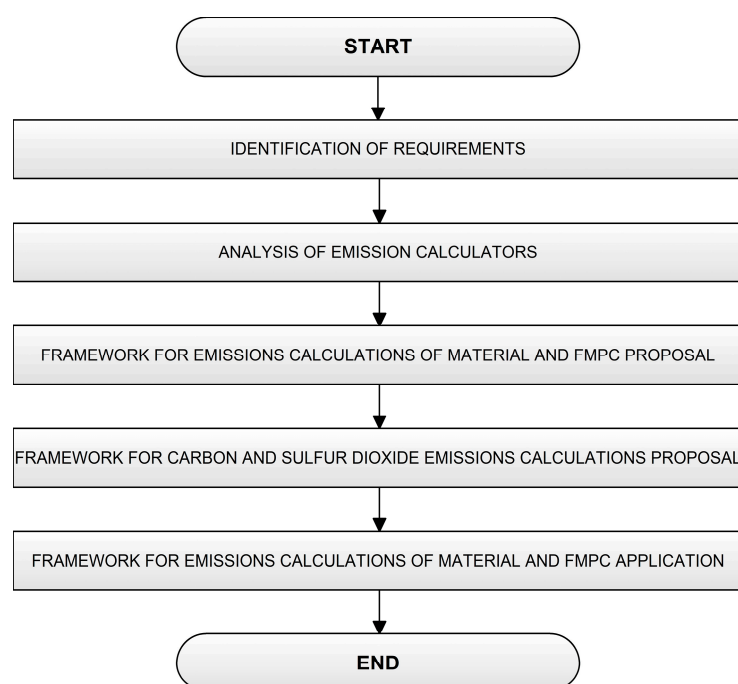 START
IDENTIFICATION OF REQUIREMENTS
ANALYSIS OF EMISSION CALCULATORS
FRAMEWORK FOR EMISSIONS CALCULATIONS OF MATERIAL AND FMPC PROPOSAL
FRAMEWORK FOR CARBON AND SULFUR DIOXIDE EMISSIONS CALCULATIONS PROPOSAL
FRAMEWORK FOR EMISSIONS CALCULATIONS OF MATERIAL AND FMPC APPLICATION
END